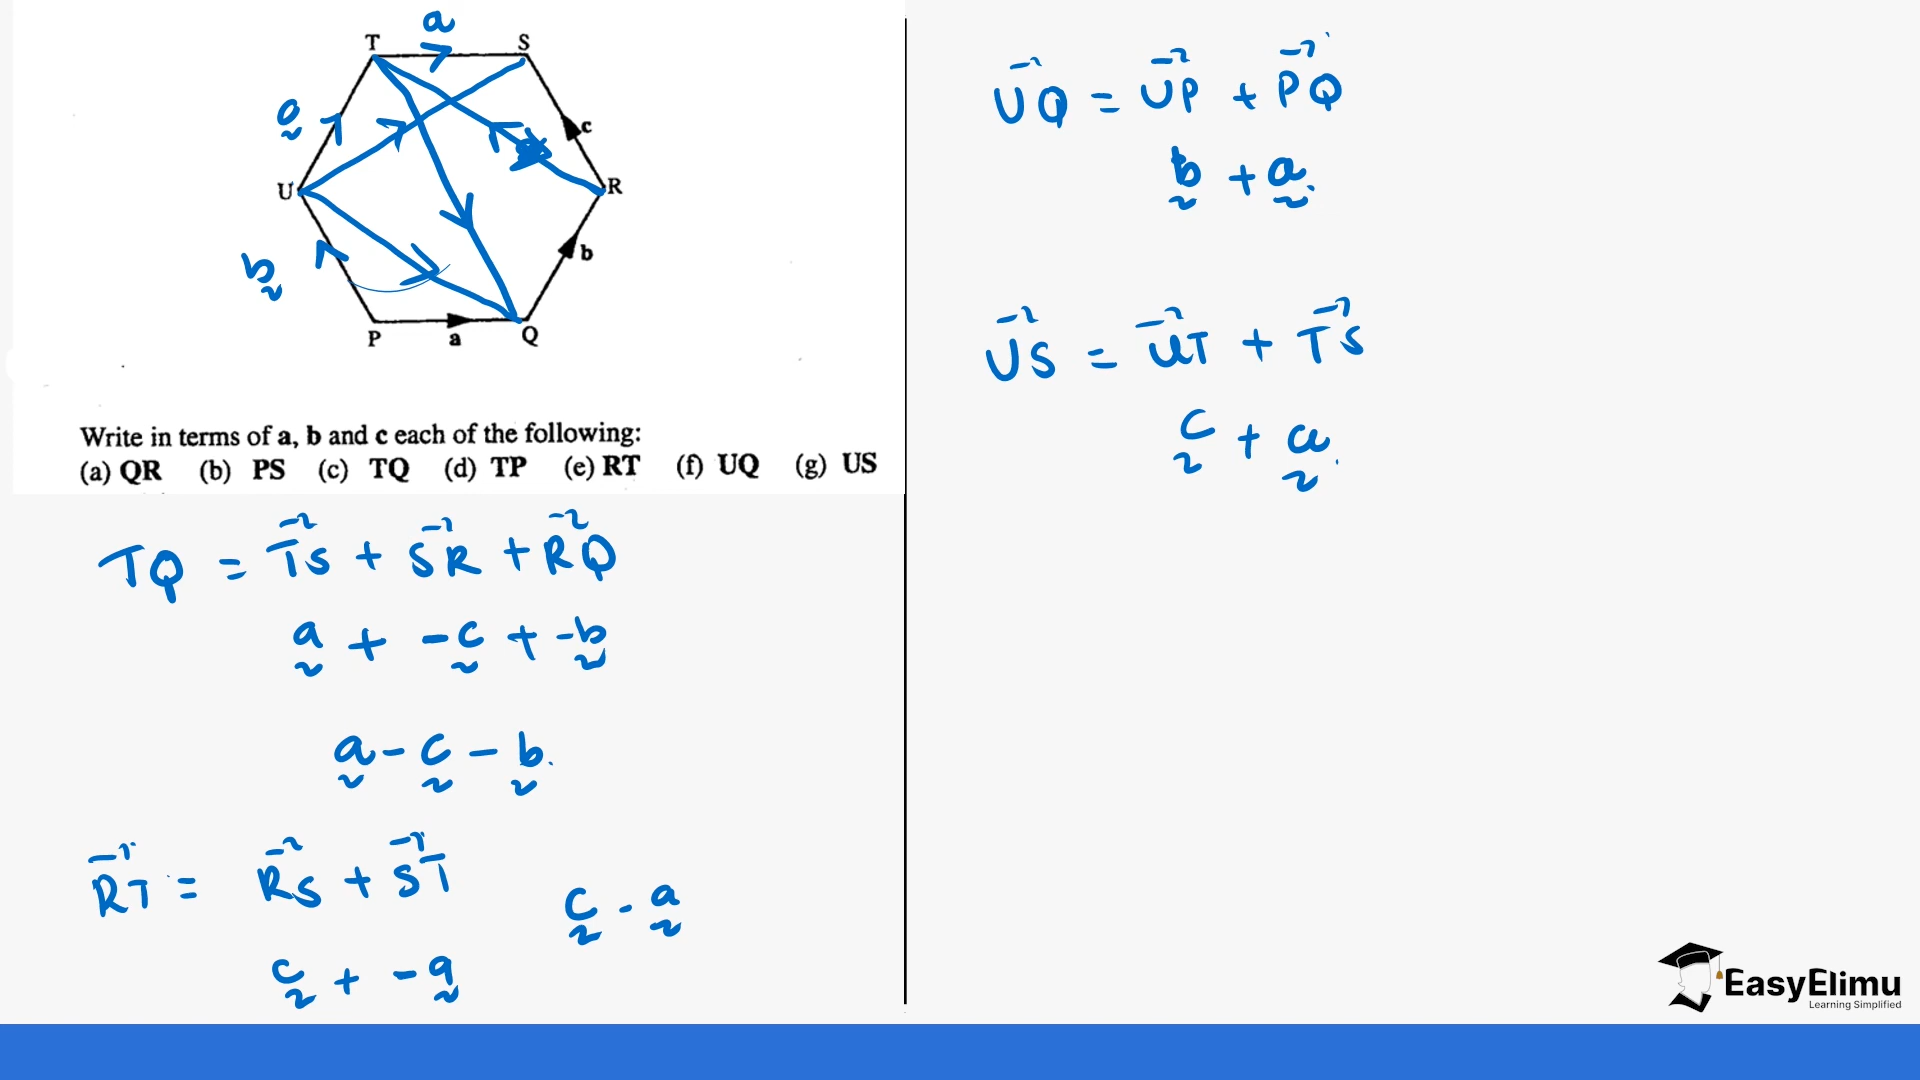 a
T S
a c
U R
b b
P a Q
Write in terms of a, b and c each of the following:
(a) QR (b) PS (c) TQ (d) TP (e) RT (f) UQ (g) US
TQ = TS + SR + RQ
a + -c + -b
a - c - b.
RT = RS + ST
c - a
c + -a
UQ = UP + PQ
b + a.
US = UT + TS
c + a.
EasyElimu
Learning Simplified